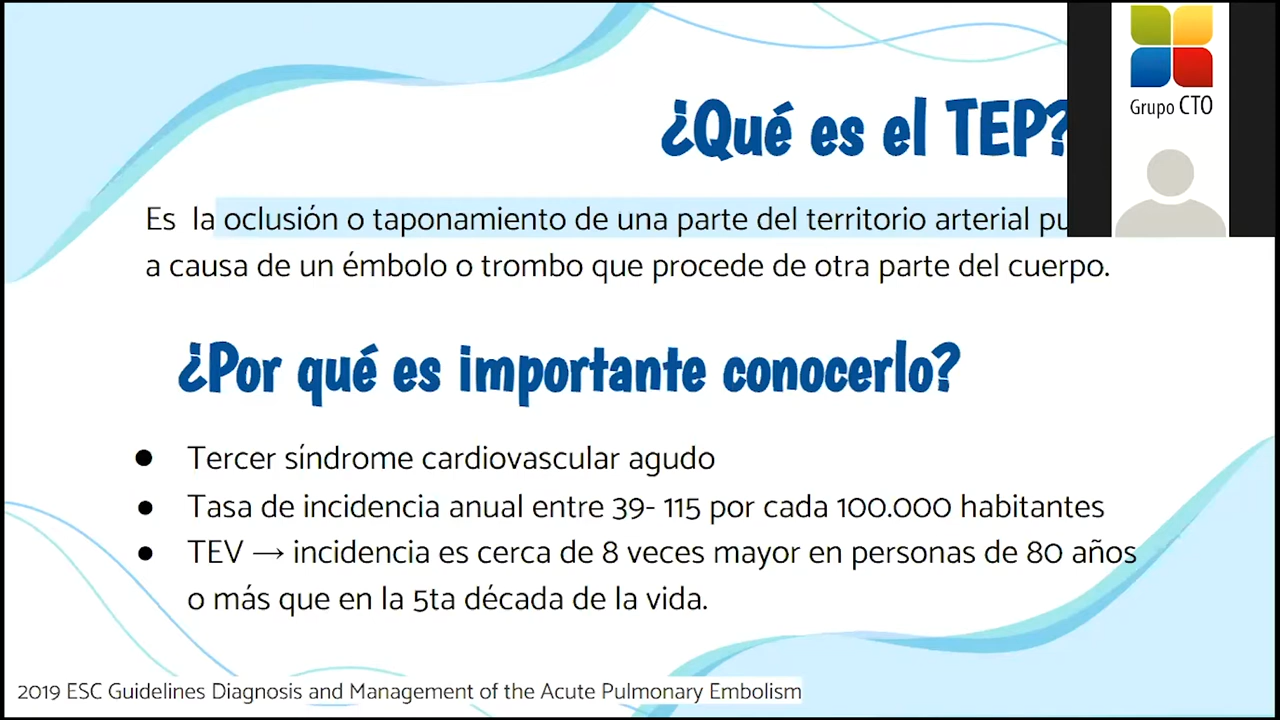 ¿Qué es el TEP?
Grupo CTO
Es la oclusión o taponamiento de una parte del territorio arterial
a causa de un émbolo o trombo que procede de otra parte del cuerpo.
¿Por qué es importante conocerlo?
● Tercer síndrome cardiovascular agudo
● Tasa de incidencia anual entre 39- 115 por cada 100.000 habitantes
● TEV → incidencia es cerca de 8 veces mayor en personas de 80 años
o más que en la 5ta década de la vida.
2019 ESC Guidelines Diagnosis and Management of the Acute Pulmonary Embolism